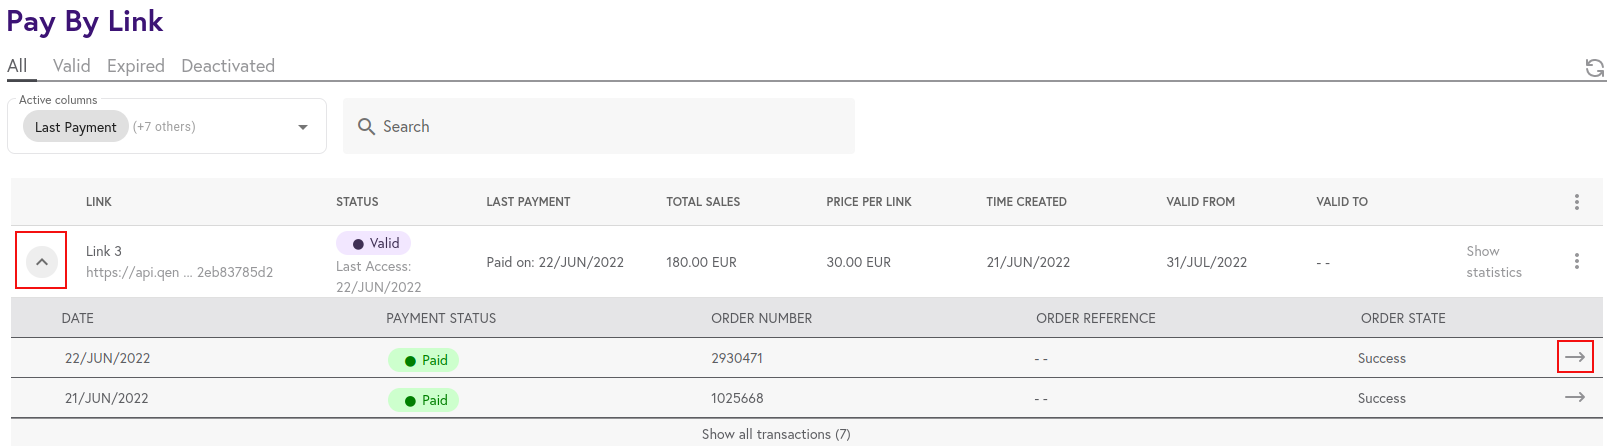 Pay By Link
All Valid Expired Deactivated
Active columns
Last Payment (+7 others)
Search
LINK STATUS LAST PAYMENT TOTAL SALES PRICE PER LINK TIME CREATED VALID FROM VALID TO
Link 3 Valid
https://api.qen ... 2eb83785d2 Last Access: 22/JUN/2022 Paid on: 22/JUN/2022 180.00 EUR 30.00 EUR 21/JUN/2022 31/JUL/2022 - - Show statistics
DATE PAYMENT STATUS ORDER NUMBER ORDER REFERENCE ORDER STATE
22/JUN/2022 Paid 2930471 - - Success
21/JUN/2022 Paid 1025668 - - Success
Show all transactions (7)